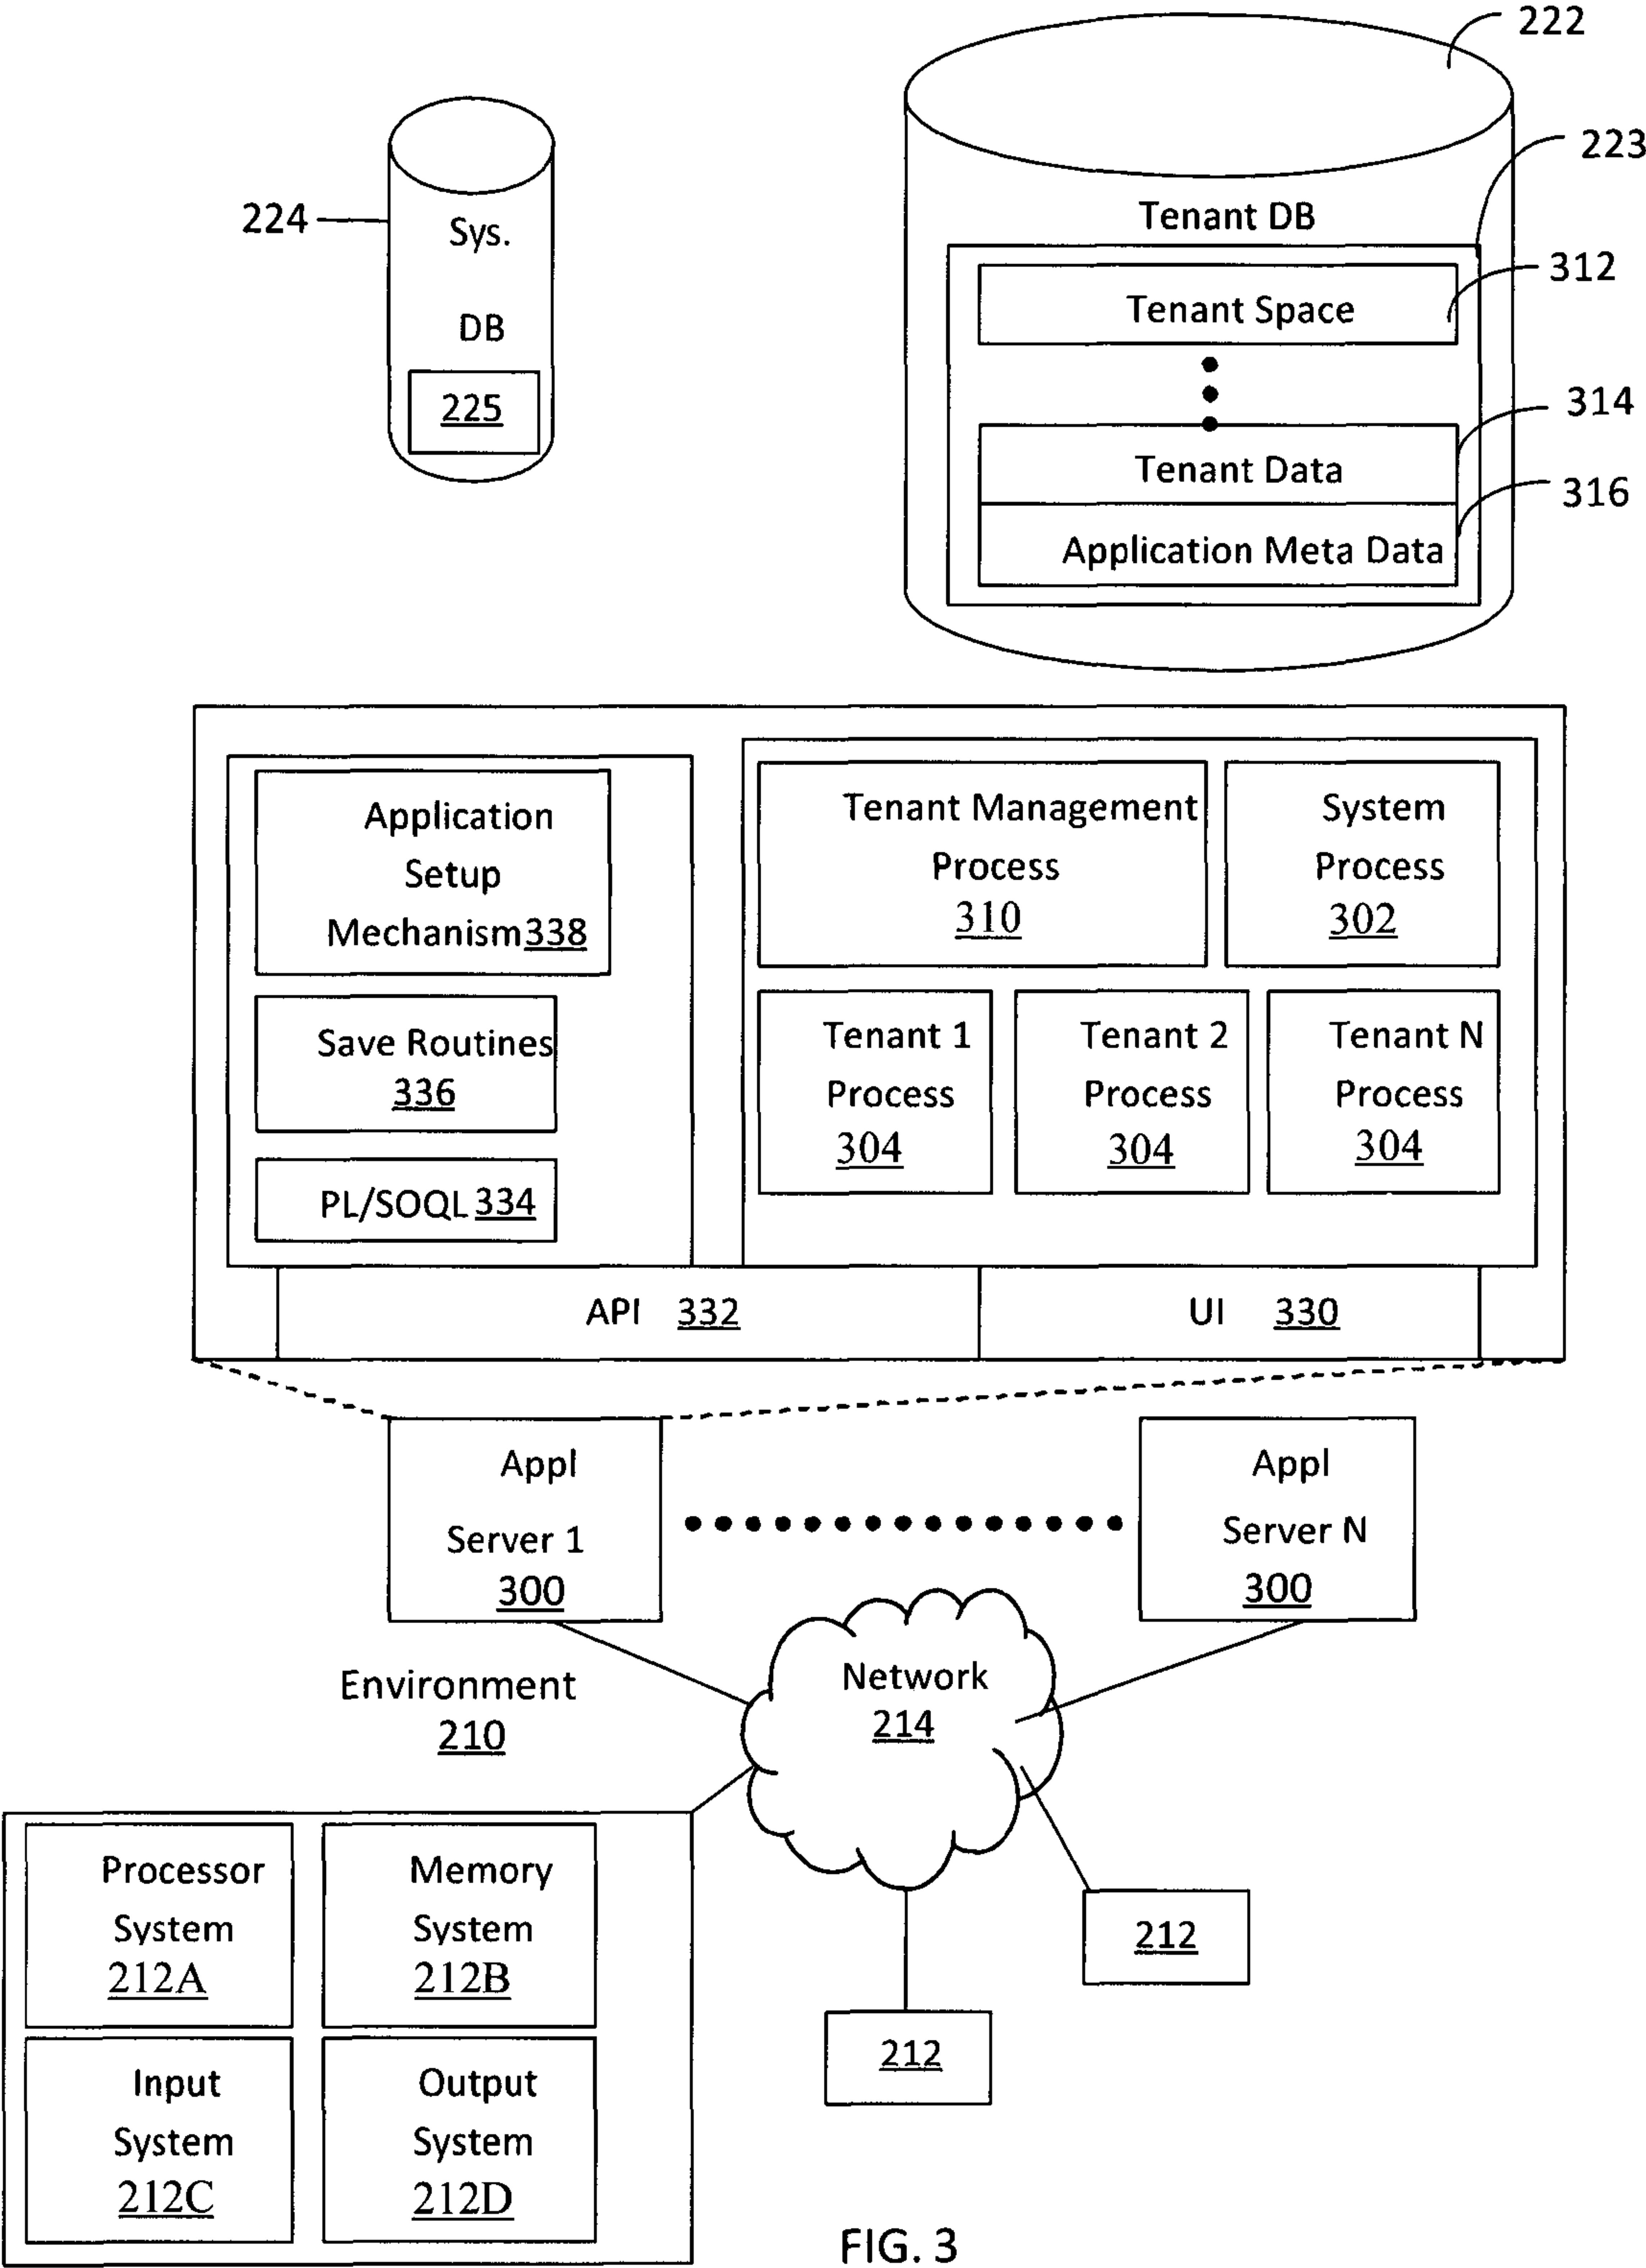 222
223
Tenant DB
224
Sys.
312
Tenant Space
DB
225
314
Tenant Data
316
Application Meta Data
Application
Setup
Mechanism 338
Tenant Management
Process
310
System
Process
302
Save Routines
336
Tenant 1
Process
304
Tenant 2
Process
304
Tenant N
Process
304
PL/SOQL 334
API 332
UI 330
Appl
Server 1
300
Appl
Server N
300
Environment
210
Network
214
Processor
System
212A
Memory
System
212B
212
212
Input
System
212C
Output
System
212D
FIG. 3